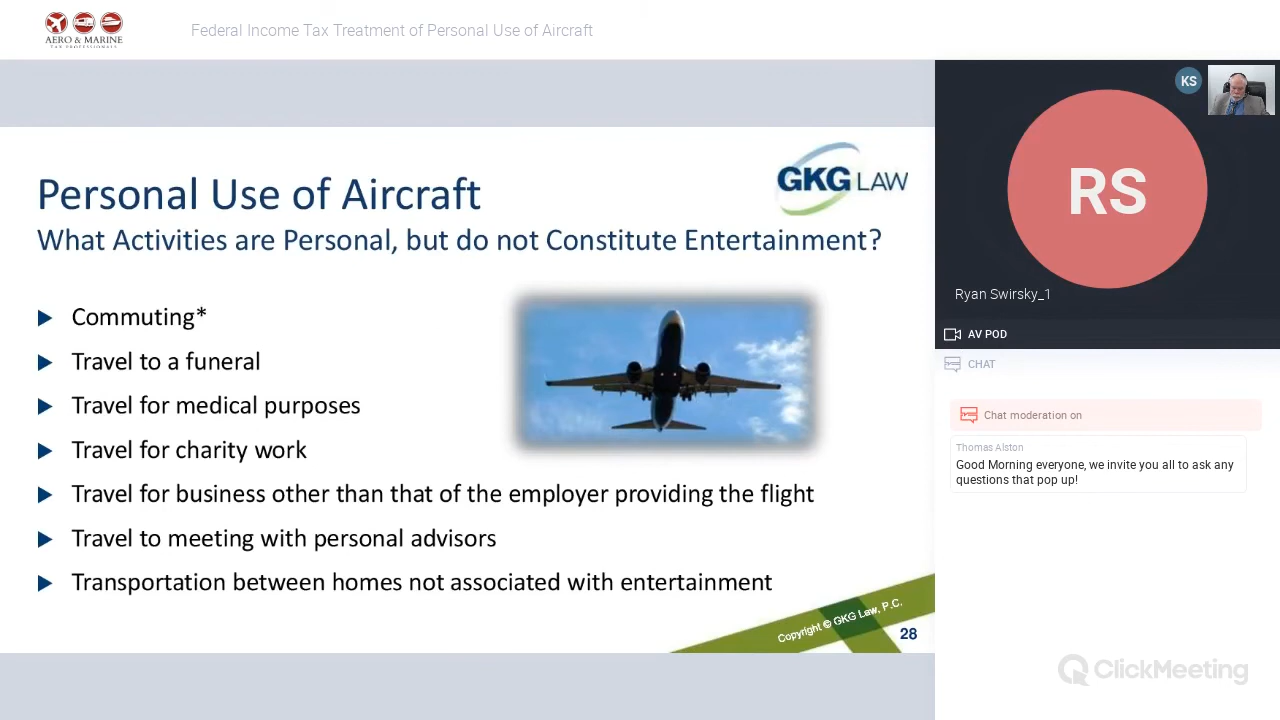 AERO & MARINE
TAX PROFESSIONALS
Federal Income Tax Treatment of Personal Use of Aircraft
GKG LAW
Personal Use of Aircraft
What Activities are Personal, but do not Constitute Entertainment?
Commuting*
Travel to a funeral
Travel for medical purposes
Travel for charity work
Travel for business other than that of the employer providing the flight
Travel to meeting with personal advisors
Transportation between homes not associated with entertainment
Copyright © GKG Law, P.C.
28
KS
RS
Ryan Swirsky_1
AV POD
CHAT
Chat moderation on
Thomas Alston
Good Morning everyone, we invite you all to ask any
questions that pop up!
ClickMeeting